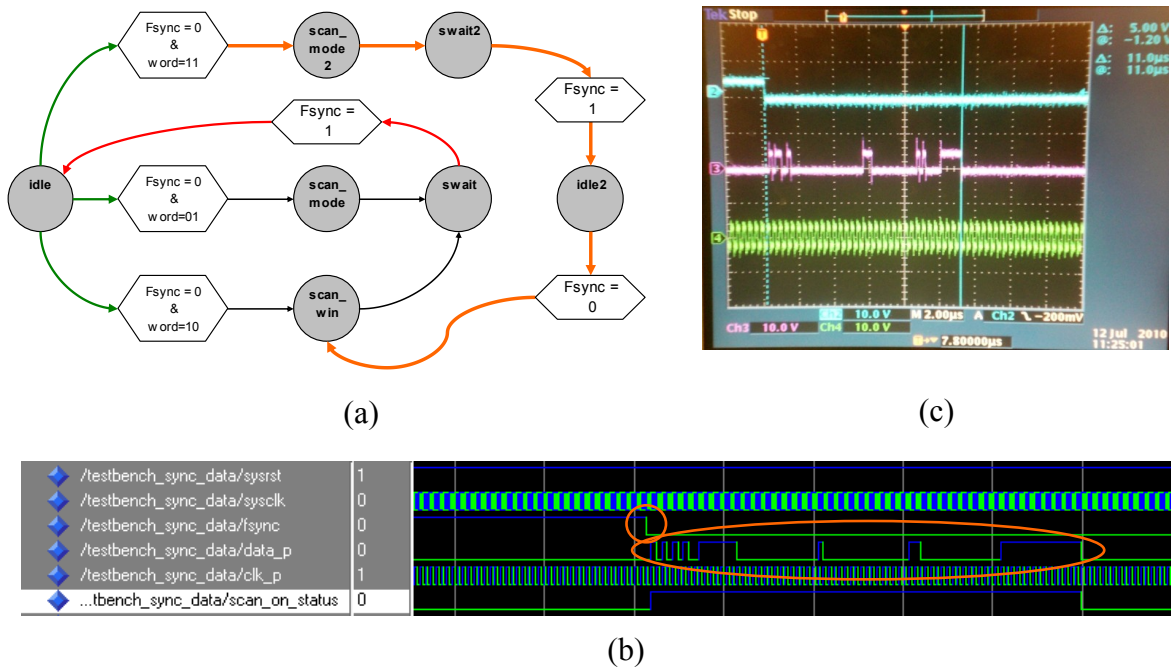 Fsync = 0
&
word=11
scan_
mode
2
swait2
Fsync =
1
Fsync =
1
idle
Fsync = 0
&
word=01
scan_
mode
swait
idle2
Fsync = 0
&
word=10
scan_
win
Fsync =
0
(a)
Tek Stop
Δ: 5.00 V
@: -1.20 V
Δ: 11.0μs
@: 11.0μs
2
3
4
Ch2 10.0 V M 2.00μs A Ch2 -200mV
Ch3 10.0 V Ch4 10.0 V
7.80000μs
12 Jul 2010
11:25:01
(c)
/testbench_sync_data/sysrst 1
/testbench_sync_data/sysclk 0
/testbench_sync_data/fsync 0
/testbench_sync_data/data_p 0
/testbench_sync_data/clk_p 1
...tbench_sync_data/scan_on_status 0
(b)